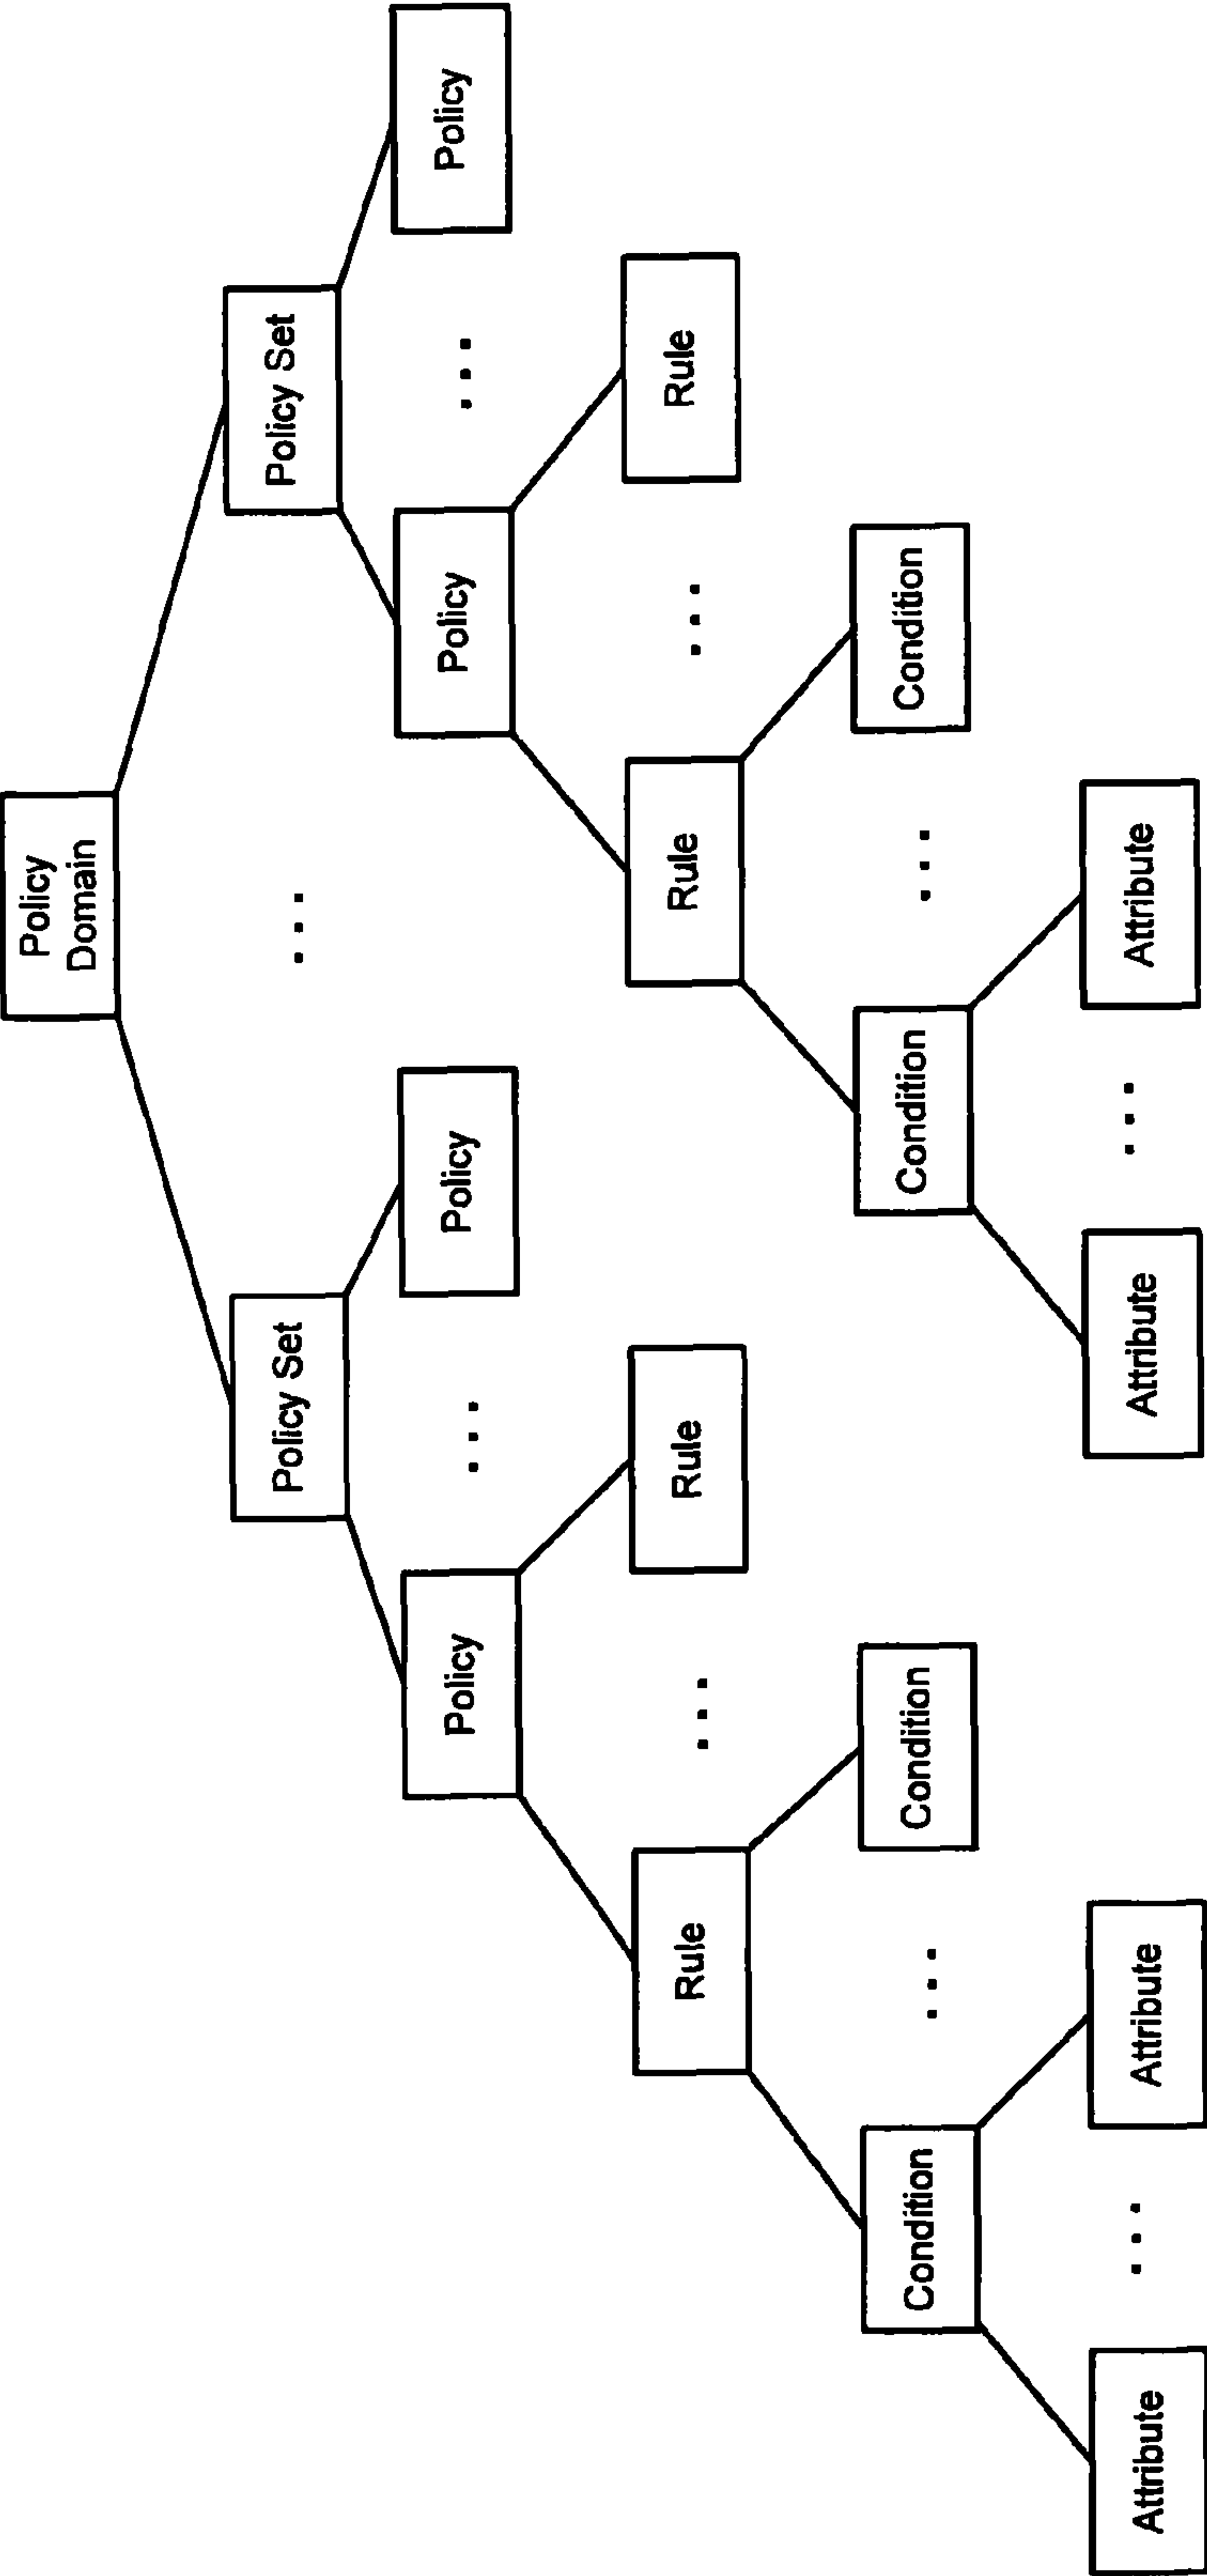 Policy
Domain
Policy Set
...
Policy Set
Policy
...
Policy
Policy
...
Policy
Rule
...
Rule
Rule
...
Rule
Condition
...
Condition
Condition
...
Condition
Attribute
...
Attribute
Attribute
...
Attribute